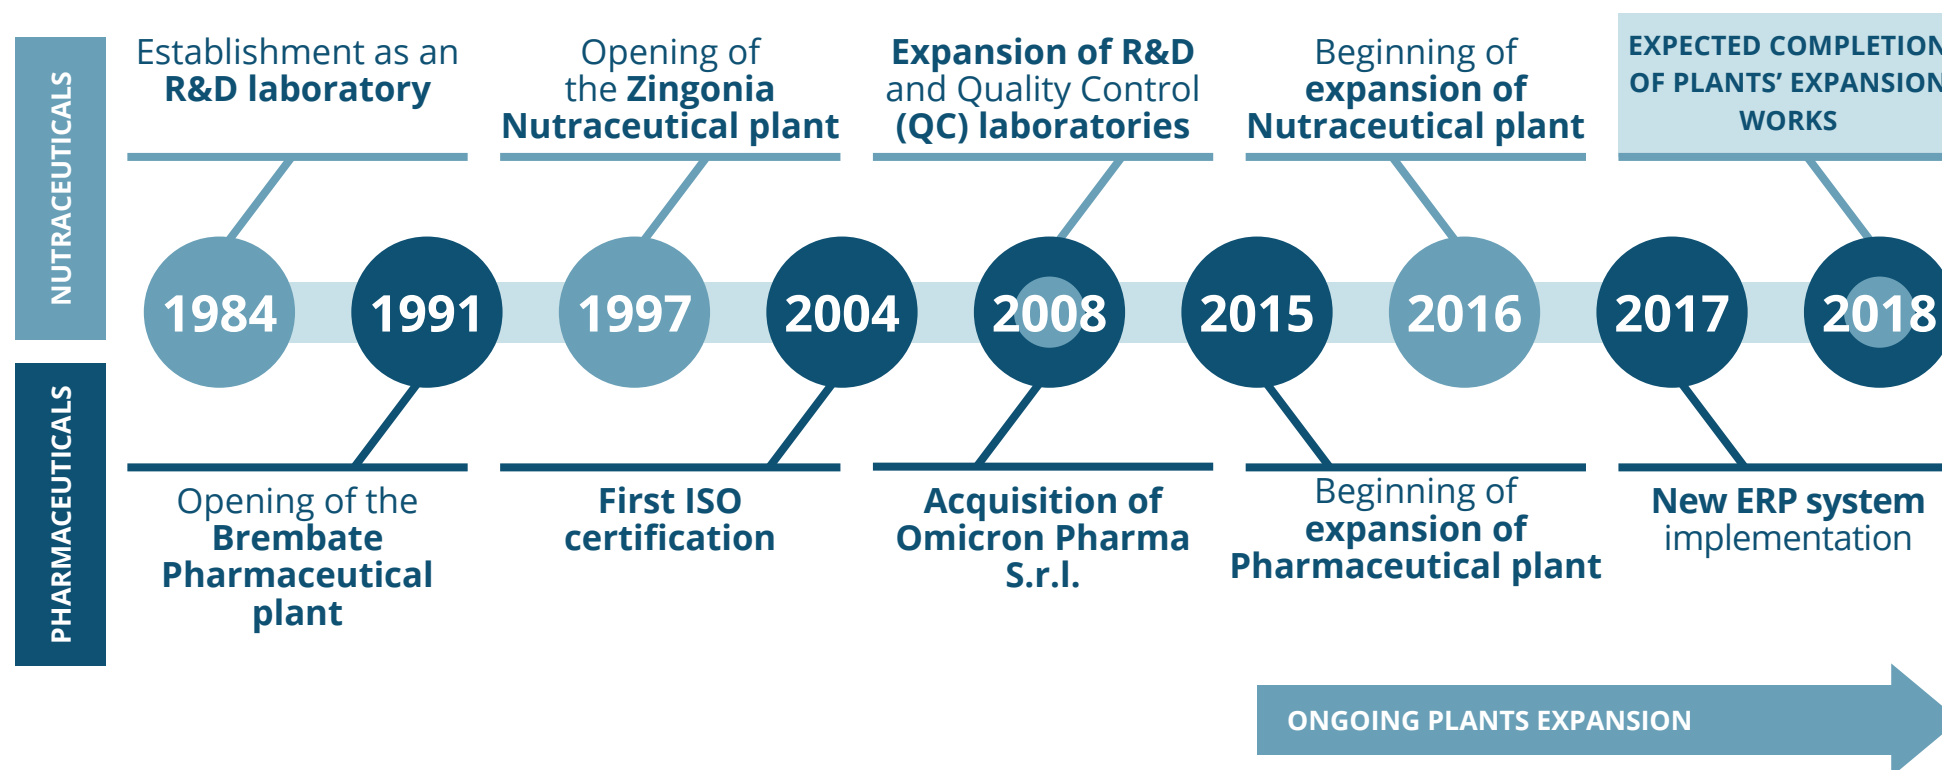 NUTRACEUTICALS
Establishment as an
R&D laboratory
Opening of
the Zingonia
Nutraceutical plant
Expansion of R&D
and Quality Control
(QC) laboratories
Beginning of
expansion of
Nutraceutical plant
EXPECTED COMPLETION
OF PLANTS’ EXPANSION
WORKS
1984
1991
1997
2004
2008
2015
2016
2017
2018
PHARMACEUTICALS
Opening of the
Brembate
Pharmaceutical
plant
First ISO
certification
Acquisition of
Omicron Pharma
S.r.l.
Beginning of
expansion of
Pharmaceutical plant
New ERP system
implementation
ONGOING PLANTS EXPANSION